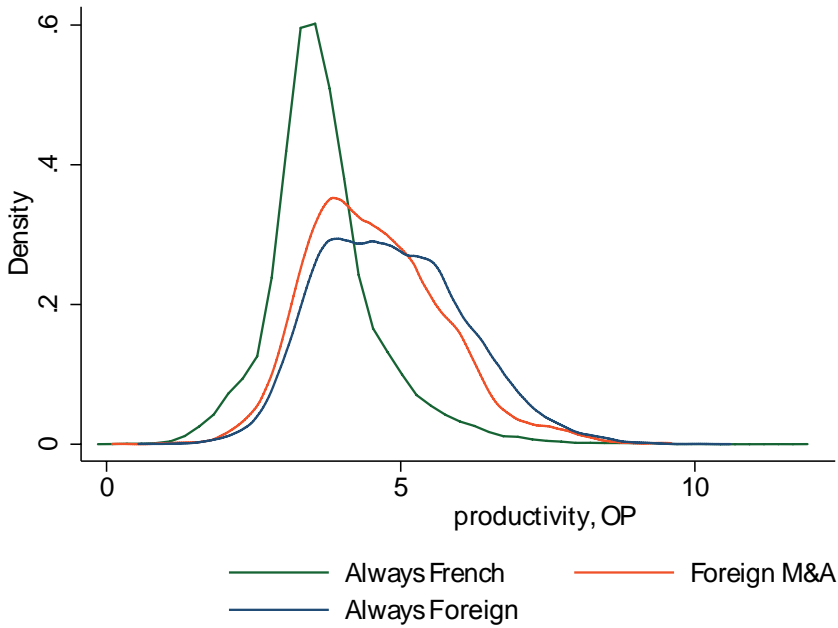 .6
.4
Density
.2
0
0 5 10
productivity, OP
Always French Foreign M&A
Always Foreign